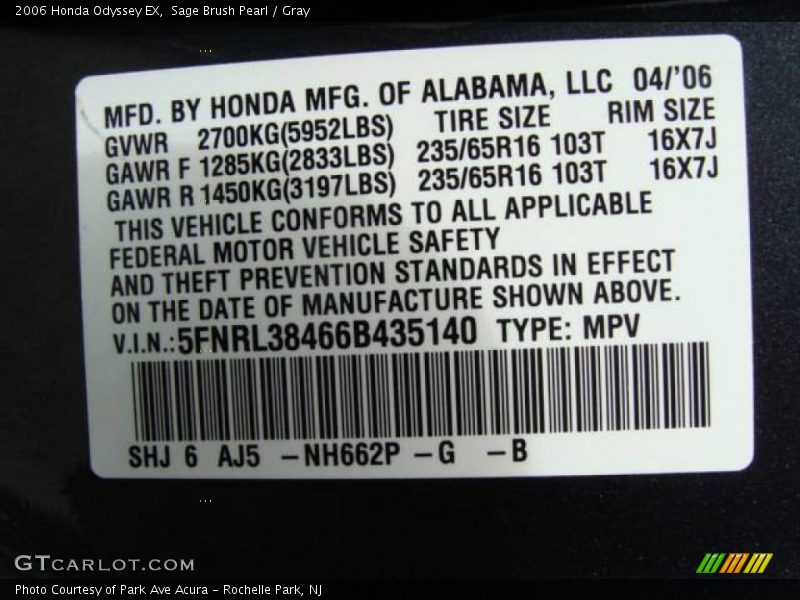 2006 Honda Odyssey EX, Sage Brush Pearl / Gray
MFD. BY HONDA MFG. OF ALABAMA, LLC 04/'06
GVWR 2700KG(5952LBS) TIRE SIZE RIM SIZE
GAWR F 1285KG(2833LBS) 235/65R16 103T 16X7J
GAWR R 1450KG(3197LBS) 235/65R16 103T 16X7J
THIS VEHICLE CONFORMS TO ALL APPLICABLE
FEDERAL MOTOR VEHICLE SAFETY
AND THEFT PREVENTION STANDARDS IN EFFECT
ON THE DATE OF MANUFACTURE SHOWN ABOVE.
V.I.N.:5FNRL38466B435140 TYPE: MPV
SHJ 6 AJ5 -NH662P -G -B
GTCARLOT.COM
Photo Courtesy of Park Ave Acura - Rochelle Park, NJ